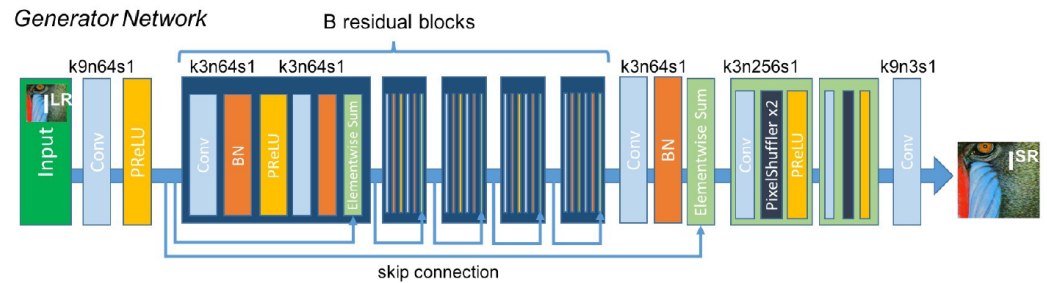 Generator Network
B residual blocks
k9n64s1
k3n64s1
k3n64s1
k3n64s1
k3n256s1
k9n3s1
I LR
Input
Conv
PReLU
Conv
BN
PReLU
Elementwise Sum
Conv
BN
Elementwise Sum
Conv
PixelShuffler x2
PReLU
Conv
I SR
skip connection